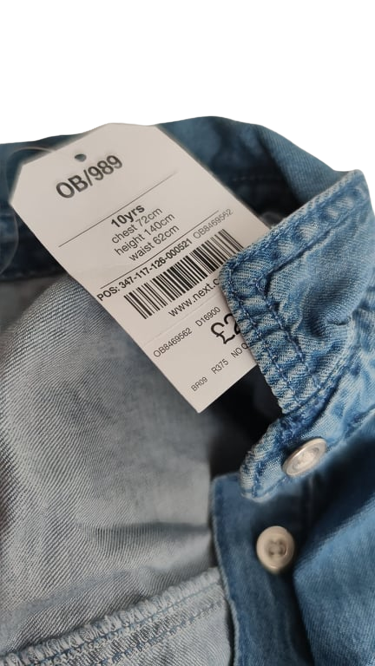 OB/989
10yrs
chest 72cm
height 140cm
waist 62cm
POS: 347-117-126-000521 OB8469562
www.next.c
OB8469562 D16900 £2
BR09 R375 NO